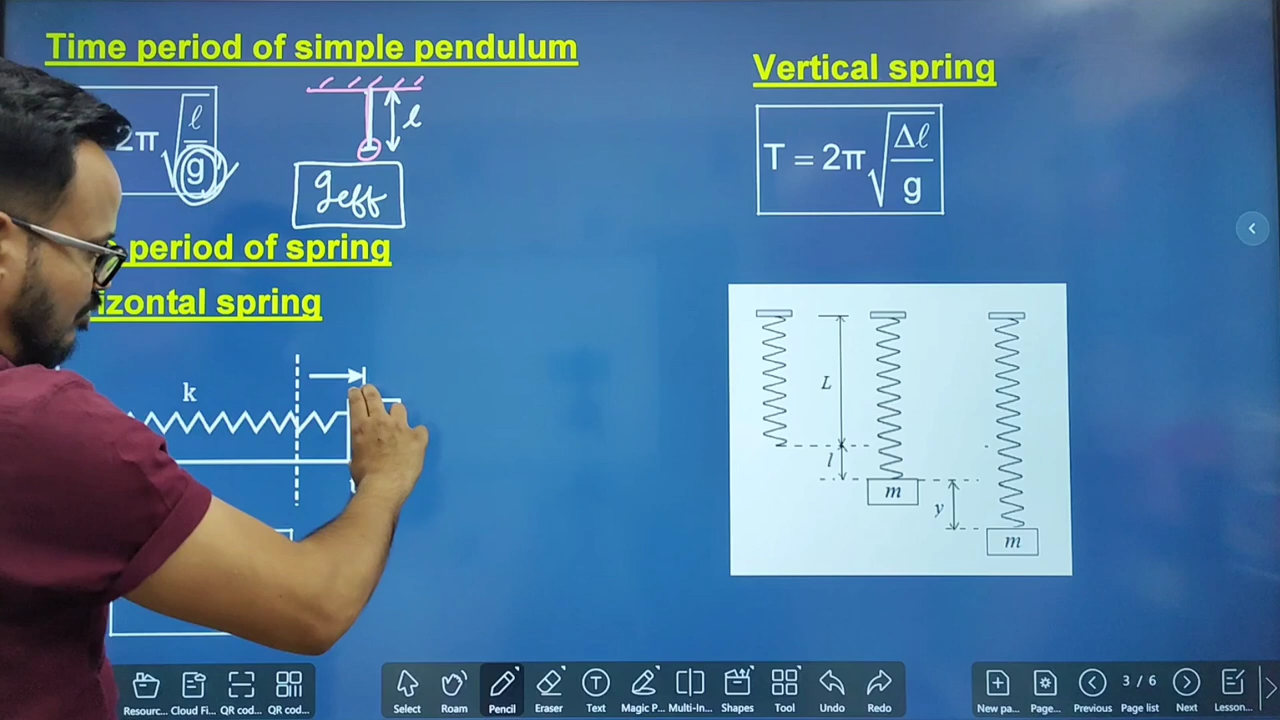 Time period of simple pendulum
2π √ℓ/g
ℓ
geff
period of spring
izontal spring
k
Vertical spring
T = 2π √Δℓ/g
L
l
m
y
m
Resourc... Cloud Fi... QR cod... QR cod...
Select Roam Pencil Eraser Text Magic P... Multi-In... Shapes Tool Undo Redo
New pa... Page... Previous 3 / 6 Page list Next Lesson...